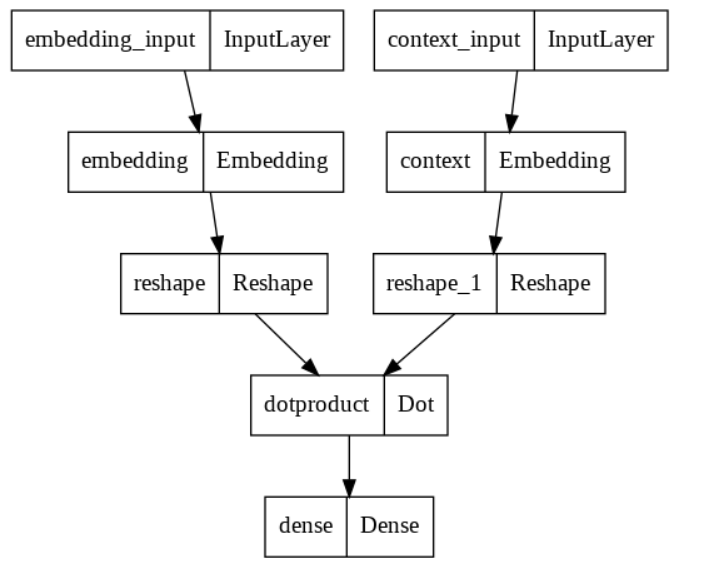 embedding_input InputLayer
context_input InputLayer
embedding Embedding
context Embedding
reshape Reshape
reshape_1 Reshape
dotproduct Dot
dense Dense